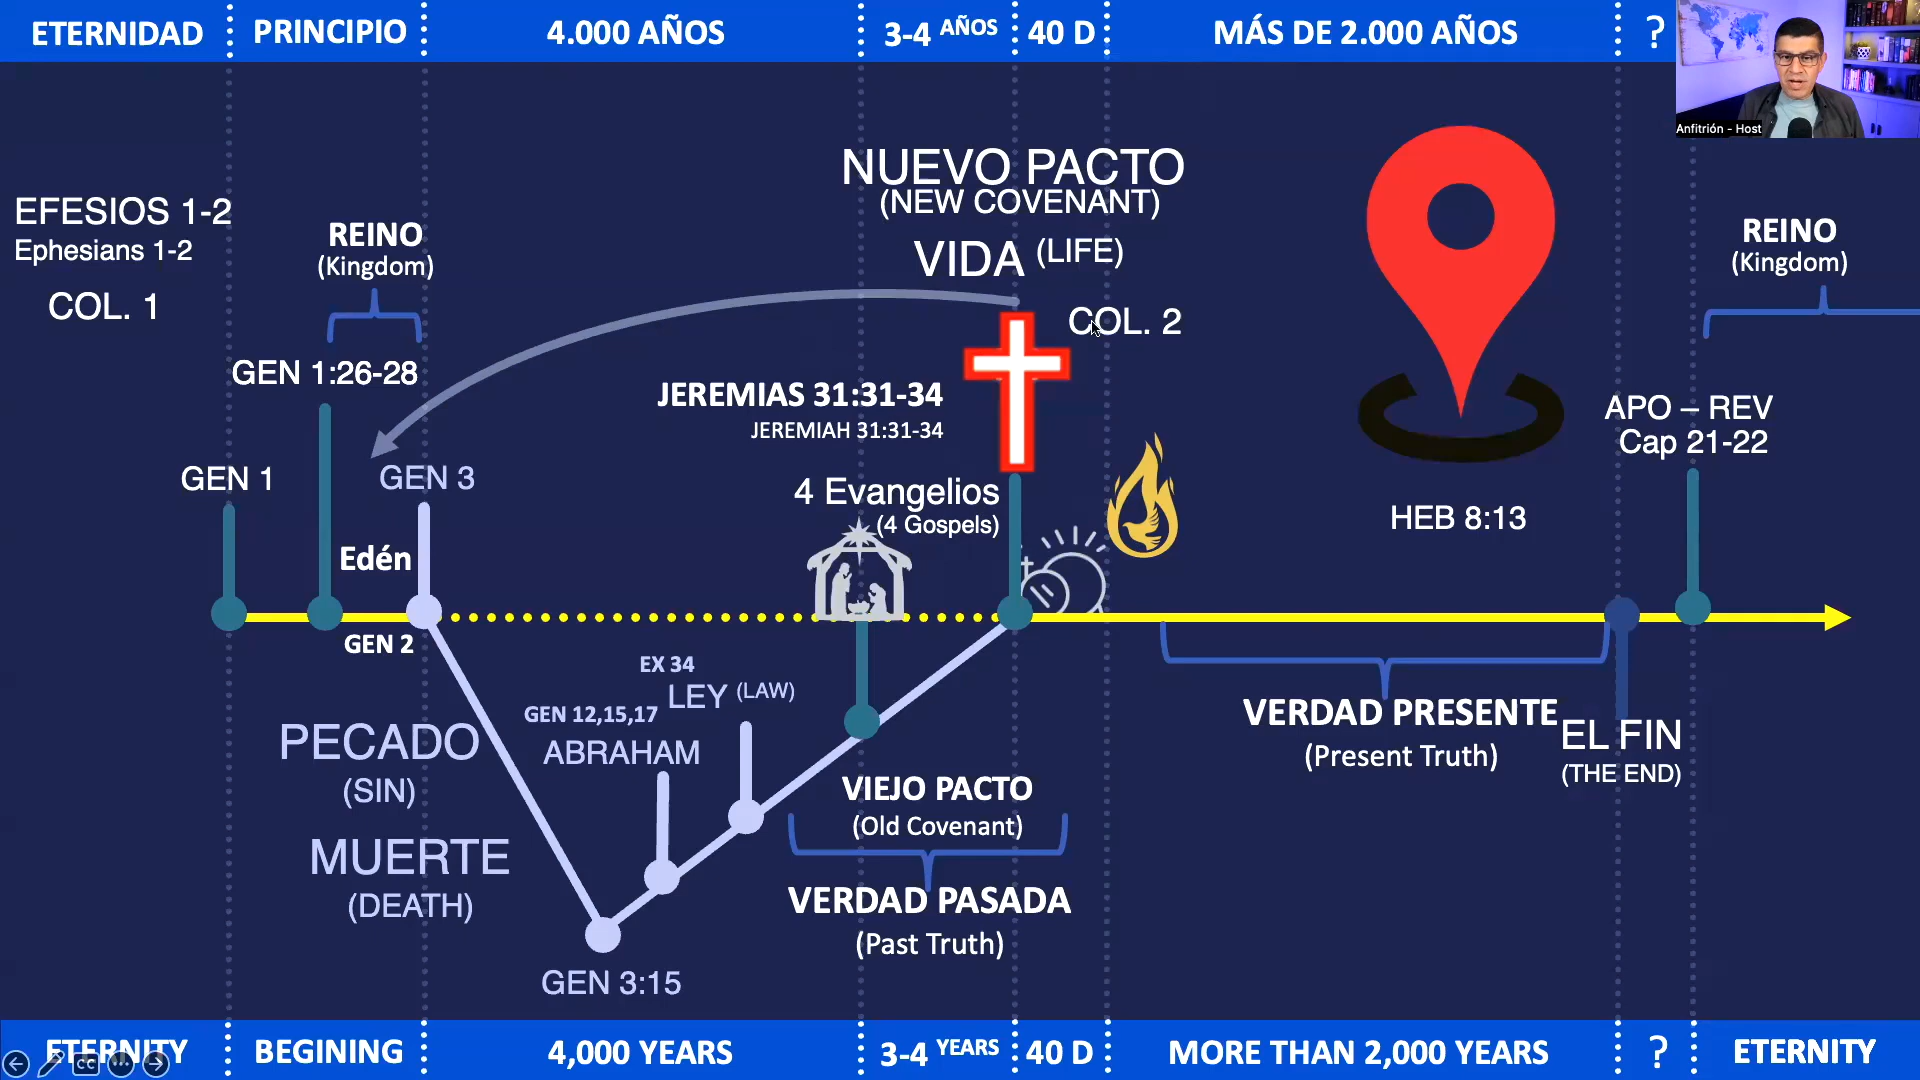 ETERNIDAD
PRINCIPIO
4.000 AÑOS
3-4 AÑOS
40 D
MÁS DE 2.000 AÑOS
?
Anfitrión - Host
EFESIOS 1-2
Ephesians 1-2
COL. 1
REINO
(Kingdom)
GEN 1:26-28
GEN 1
GEN 3
Edén
GEN 2
NUEVO PACTO
(NEW COVENANT)
VIDA (LIFE)
COL. 2
JEREMIAS 31:31-34
JEREMIAH 31:31-34
4 Evangelios
(4 Gospels)
HEB 8:13
REINO
(Kingdom)
APO – REV
Cap 21-22
PECADO
(SIN)
MUERTE
(DEATH)
GEN 3:15
GEN 12,15,17
ABRAHAM
EX 34
LEY (LAW)
VIEJO PACTO
(Old Covenant)
VERDAD PASADA
(Past Truth)
VERDAD PRESENTE
(Present Truth)
EL FIN
(THE END)
ETERNITY
BEGINING
4,000 YEARS
3-4 YEARS
40 D
MORE THAN 2,000 YEARS
?
ETERNITY
CC